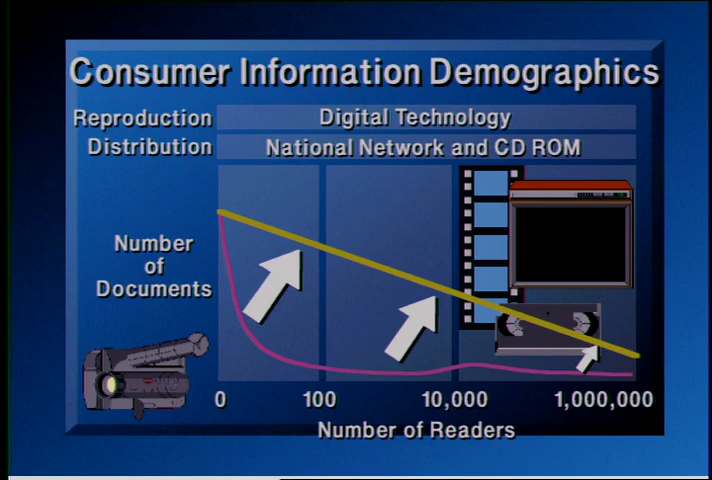 Consumer Information Demographics
Reproduction Digital Technology
Distribution National Network and CD ROM
Number
of
Documents
0 100 10,000 1,000,000
Number of Readers